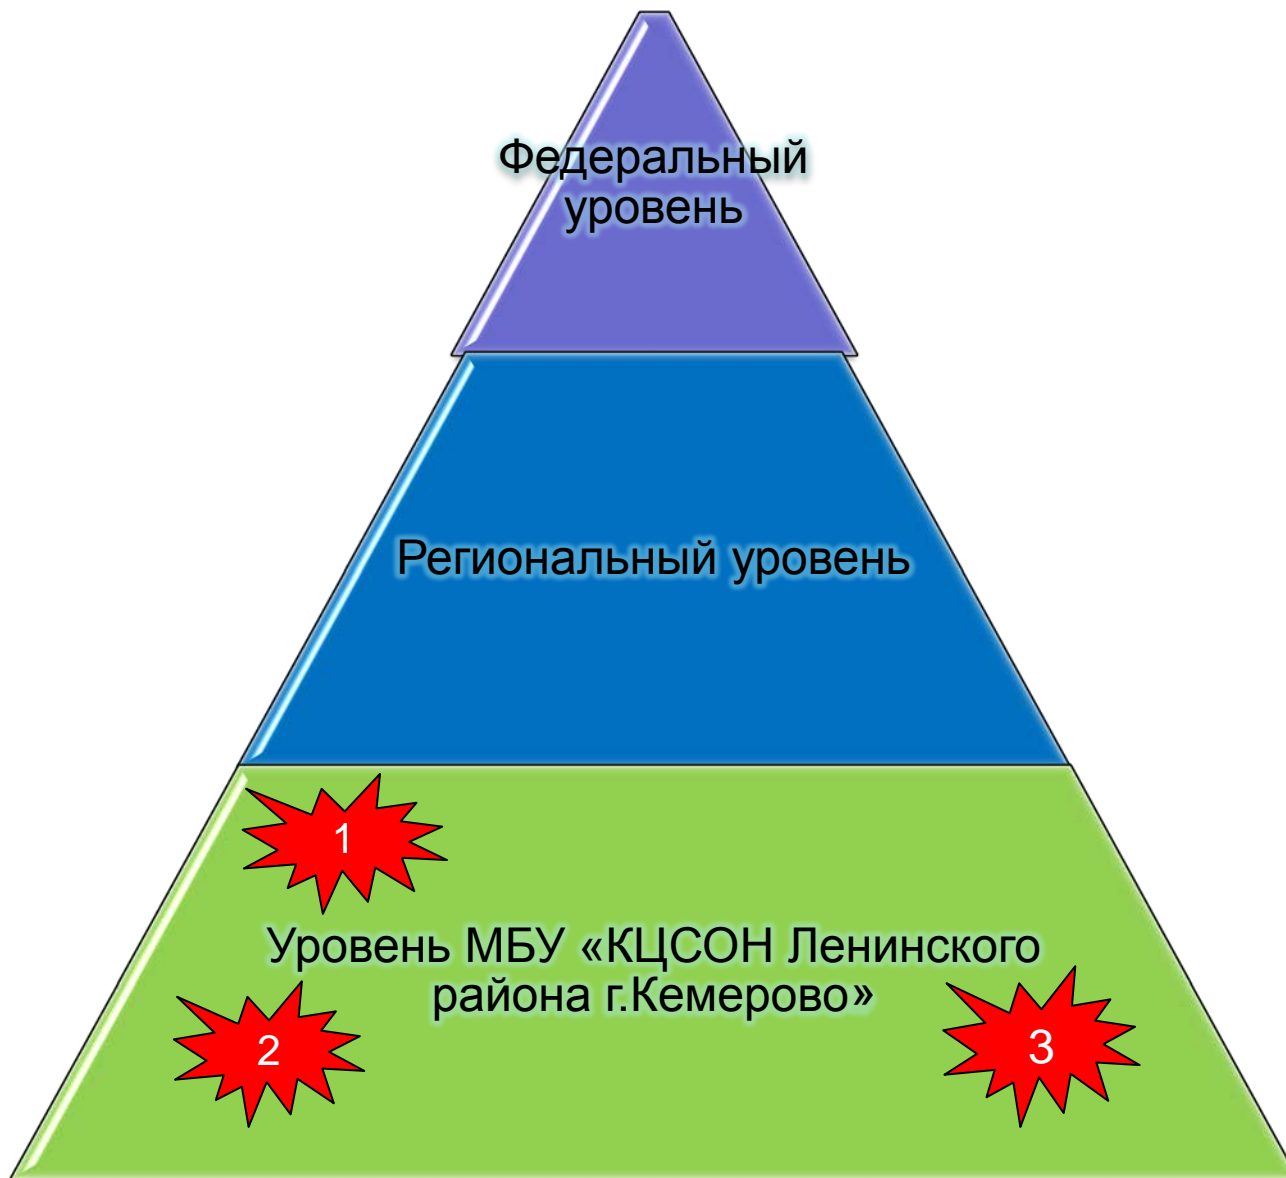 Федеральный
уровень
Региональный уровень
1
Уровень МБУ «КЦСОН Ленинского
района г.Кемерово»
2
3